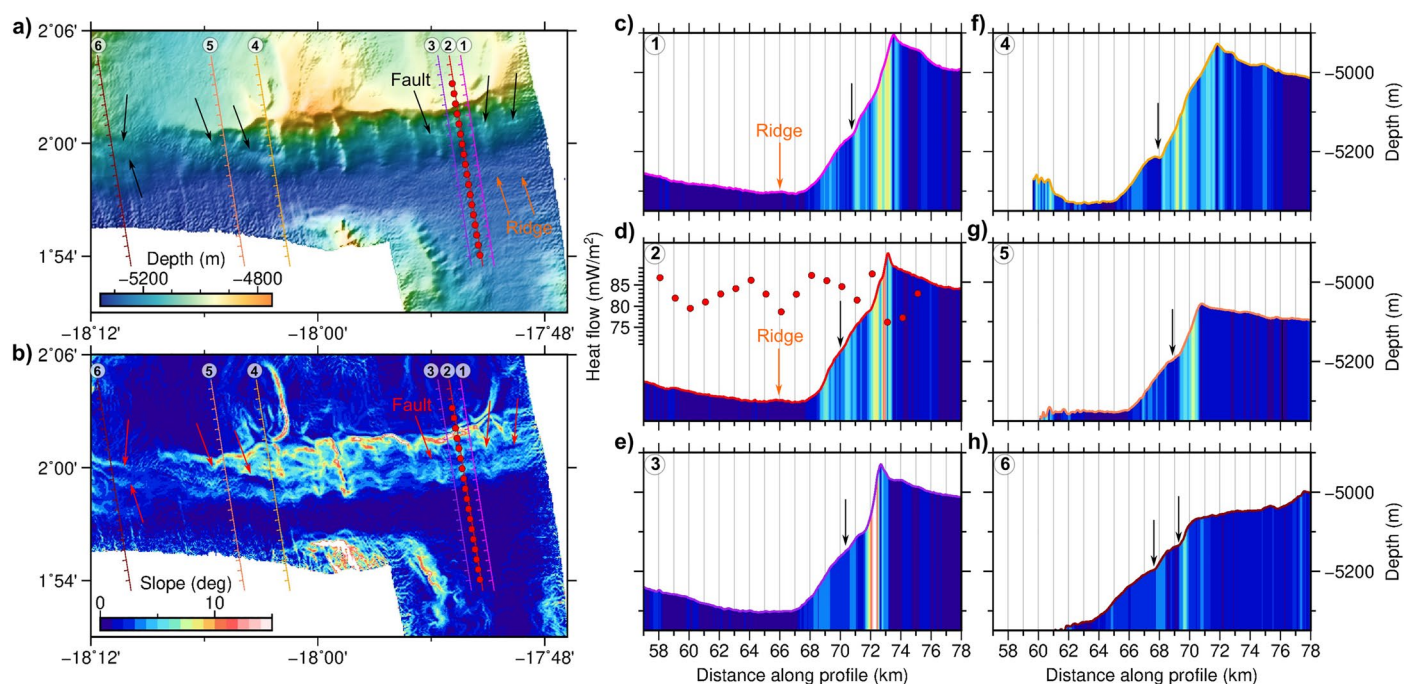 a)
2°06'
6
5
4
3
2
1
Fault
2°00'
Ridge
1°54'
Depth (m)
−5200 −4800
−18°12' −18°00' −17°48'
b)
2°06'
6
5
4
3
2
1
Fault
2°00'
1°54'
Slope (deg)
0 10
−18°12' −18°00' −17°48'
c)
1
Ridge
d)
2
Heat flow (mW/m²)
85
80
75
Ridge
e)
3
58 60 62 64 66 68 70 72 74 76 78
Distance along profile (km)
f)
4
−5000
−5200
Depth (m)
g)
5
−5000
−5200
Depth (m)
h)
6
−5000
−5200
Depth (m)
58 60 62 64 66 68 70 72 74 76 78
Distance along profile (km)